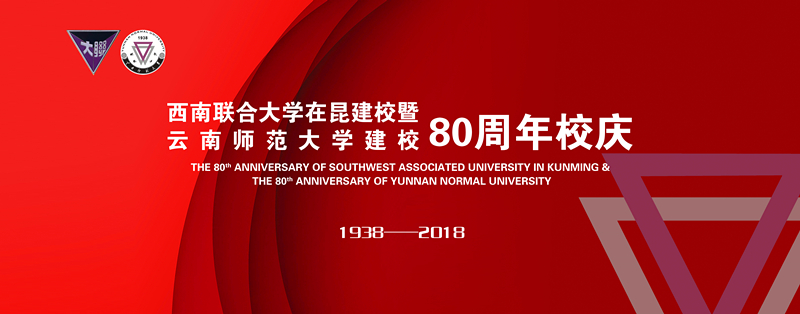 1938
西南联合大学在昆建校暨
云南师范大学建校
80周年校庆
THE 80th ANNIVERSARY OF SOUTHWEST ASSOCIATED UNIVERSITY IN KUNMING &
THE 80th ANNIVERSARY OF YUNNAN NORMAL UNIVERSITY
1938——2018